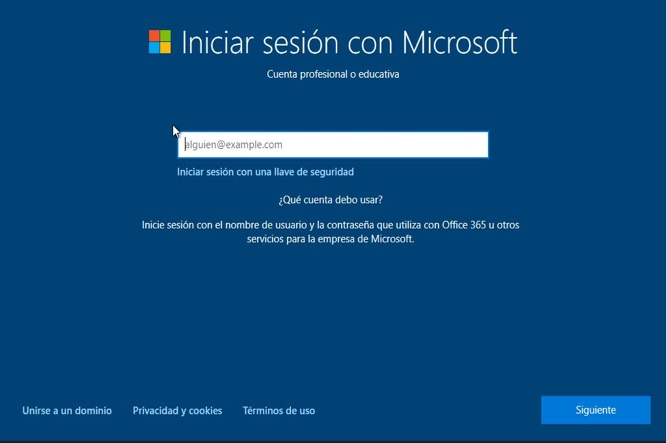 Iniciar sesión con Microsoft
Cuenta profesional o educativa
alguien@example.com
Iniciar sesión con una llave de seguridad
¿Qué cuenta debo usar?
Inicie sesión con el nombre de usuario y la contraseña que utiliza con Office 365 u otros
servicios para la empresa de Microsoft.
Unirse a un dominio
Privacidad y cookies
Términos de uso
Siguiente